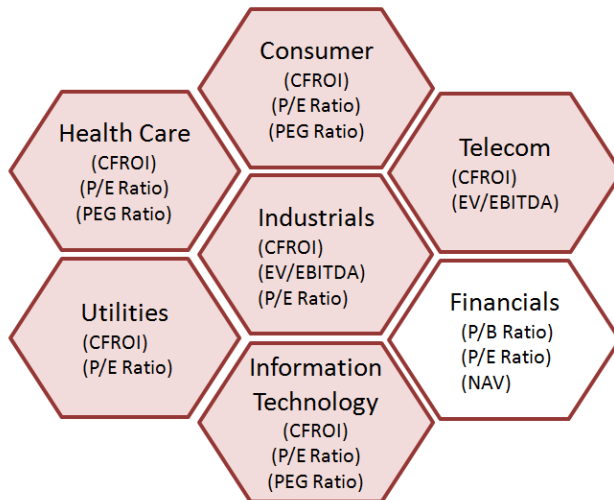 Consumer
(CFROI)
(P/E Ratio)
(PEG Ratio)
Health Care
(CFROI)
(P/E Ratio)
(PEG Ratio)
Telecom
(CFROI)
(EV/EBITDA)
Industrials
(CFROI)
(EV/EBITDA)
(P/E Ratio)
Utilities
(CFROI)
(P/E Ratio)
Financials
(P/B Ratio)
(P/E Ratio)
(NAV)
Information
Technology
(CFROI)
(P/E Ratio)
(PEG Ratio)